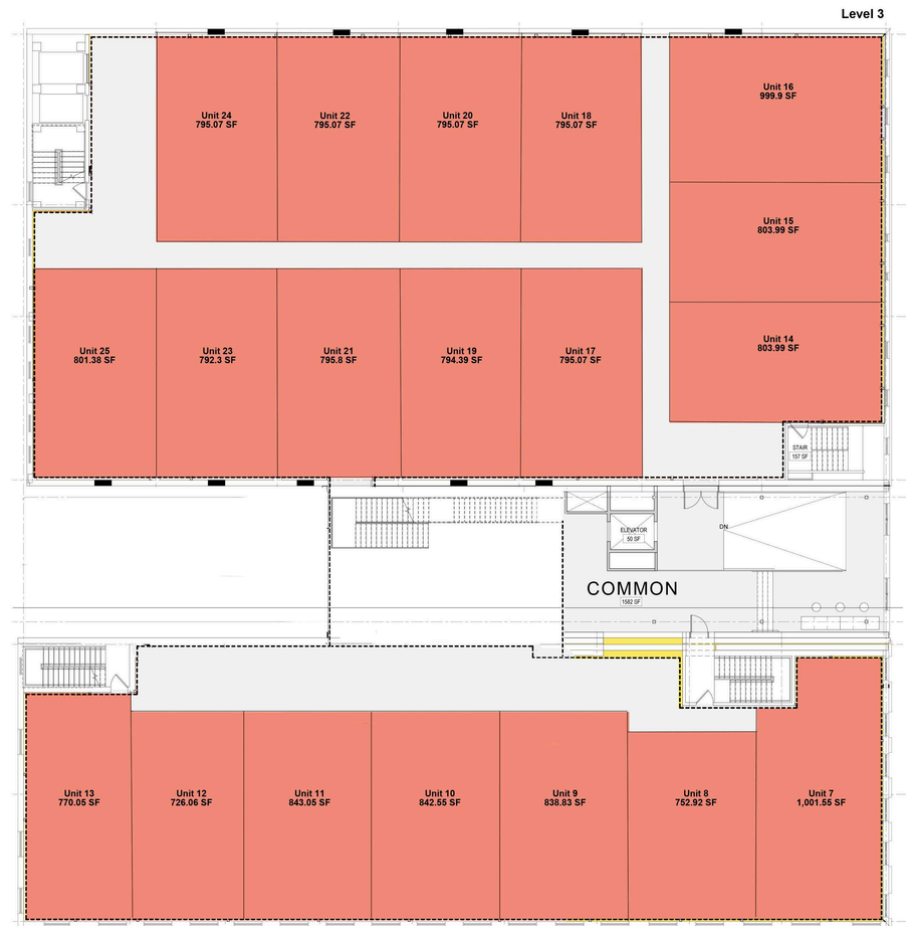 Level 3
Unit 24
795.07 SF
Unit 22
795.07 SF
Unit 20
795.07 SF
Unit 18
795.07 SF
Unit 16
999.9 SF
Unit 15
803.99 SF
Unit 14
803.99 SF
Unit 25
801.38 SF
Unit 23
792.3 SF
Unit 21
795.8 SF
Unit 19
794.39 SF
Unit 17
795.07 SF
STAIR
157 SF
ELEVATOR
50 SF
DN
COMMON
1582 SF
Unit 13
770.05 SF
Unit 12
726.06 SF
Unit 11
843.05 SF
Unit 10
842.55 SF
Unit 9
838.83 SF
Unit 8
752.92 SF
Unit 7
1,001.55 SF